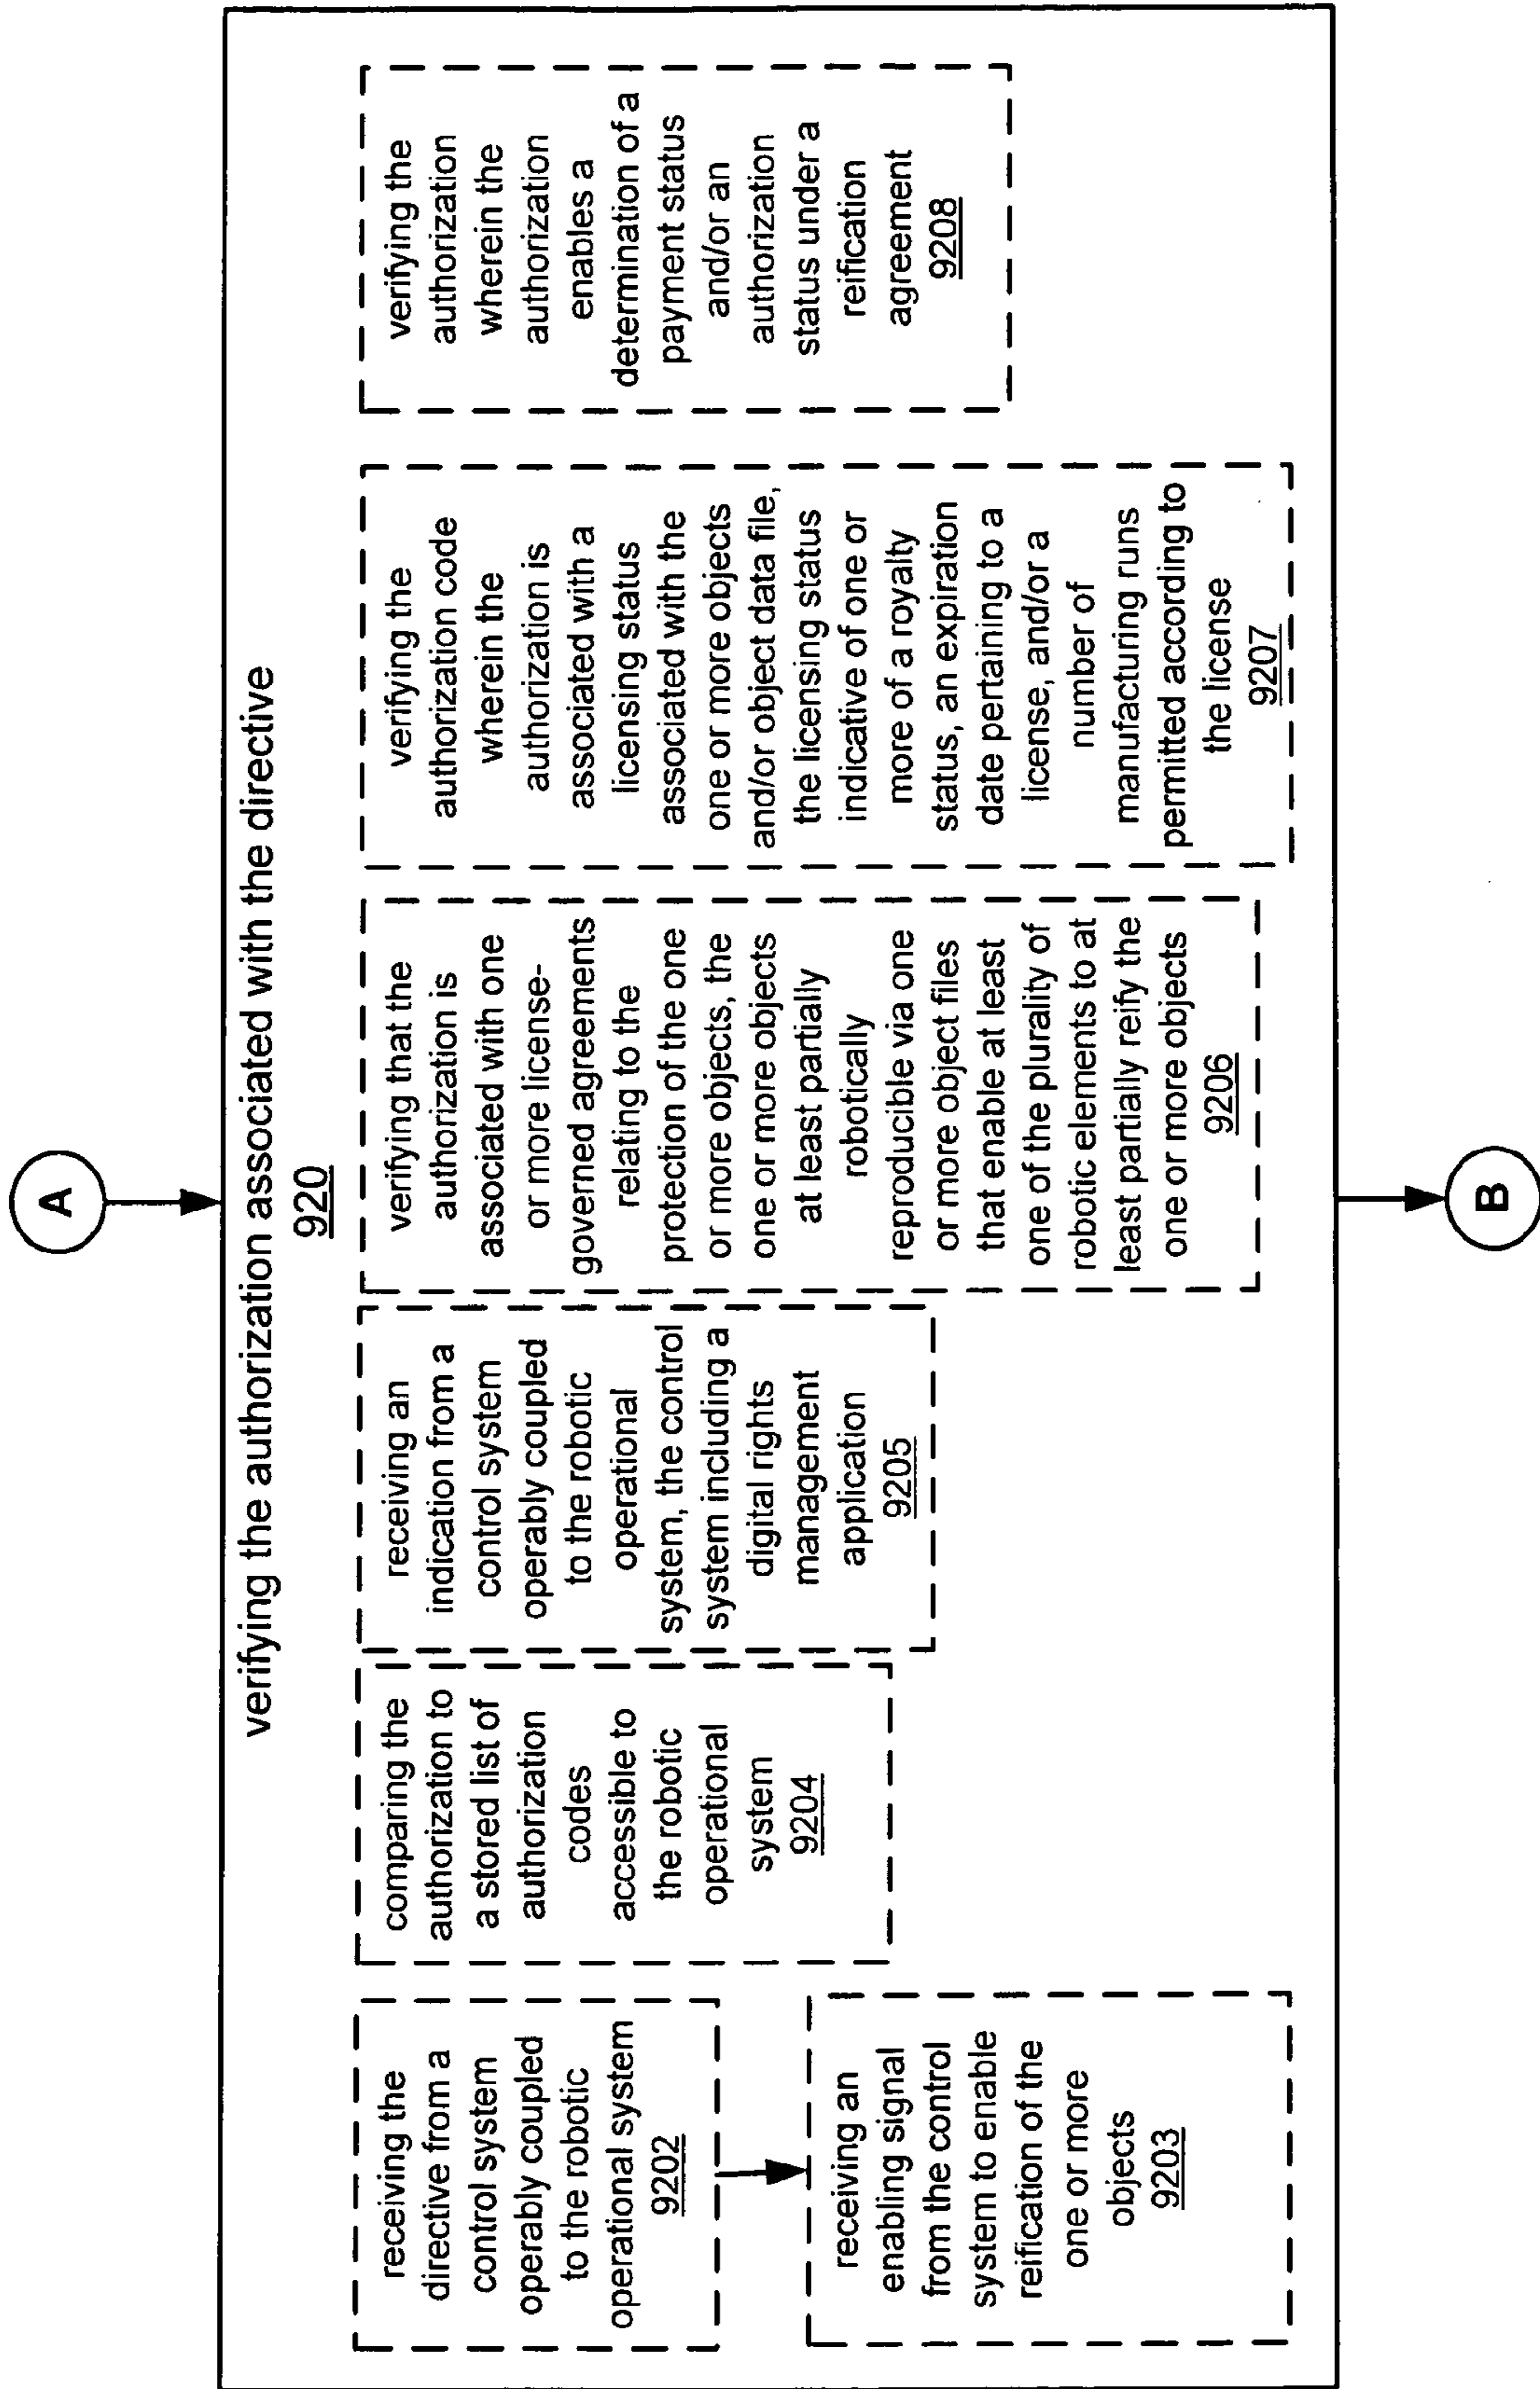 A
verifying the authorization associated with the directive
920
receiving the
directive from a
control system
operably coupled
to the robotic
operational system
9202
receiving an
enabling signal
from the control
system to enable
reification of the
one or more
objects
9203
comparing the
authorization to
a stored list of
authorization
codes
accessible to
the robotic
operational
system
9204
receiving an
indication from a
control system
operably coupled
to the robotic
operational
system, the control
system including a
digital rights
management
application
9205
verifying that the
authorization is
associated with one
or more license-
governed agreements
relating to the
protection of the one
or more objects, the
one or more objects
at least partially
robotically
reproducible via one
or more object files
that enable at least
one of the plurality of
robotic elements to at
least partially reify the
one or more objects
9206
verifying the
authorization code
wherein the
authorization is
associated with a
licensing status
associated with the
one or more objects
and/or object data file,
the licensing status
indicative of one or
more of a royalty
status, an expiration
date pertaining to a
license, and/or a
number of
manufacturing runs
permitted according to
the license
9207
verifying the
authorization
wherein the
authorization
enables a
determination of a
payment status
and/or an
authorization
status under a
reification
agreement
9208
B